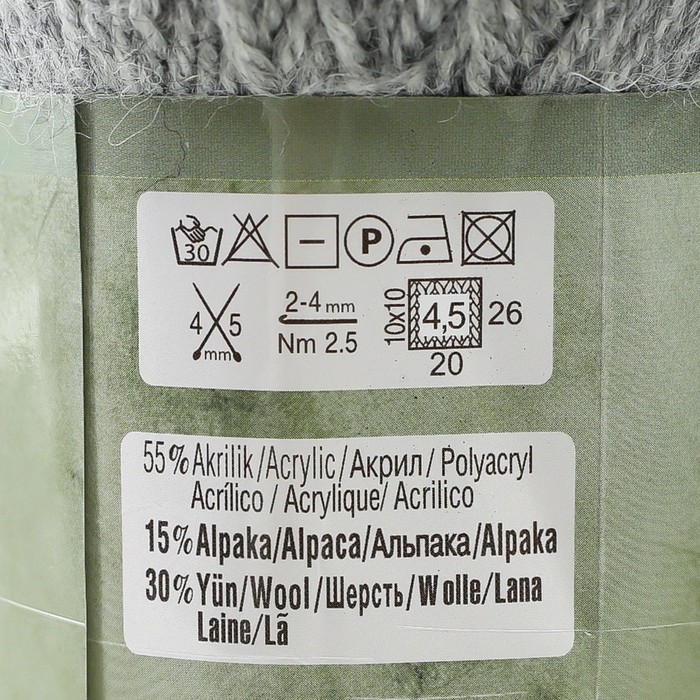 30 P
4 5 mm
2-4 mm
Nm 2.5
10x10 4,5 26
20
55% Akrilik/Acrylic/Акрил/Polyacryl
Acrílico / Acrylique/ Acrilico
15% Alpaka/Alpaca/Альпака/Alpaka
30% Yün/Wool/Шерсть/Wolle/Lana
Laine/Lã